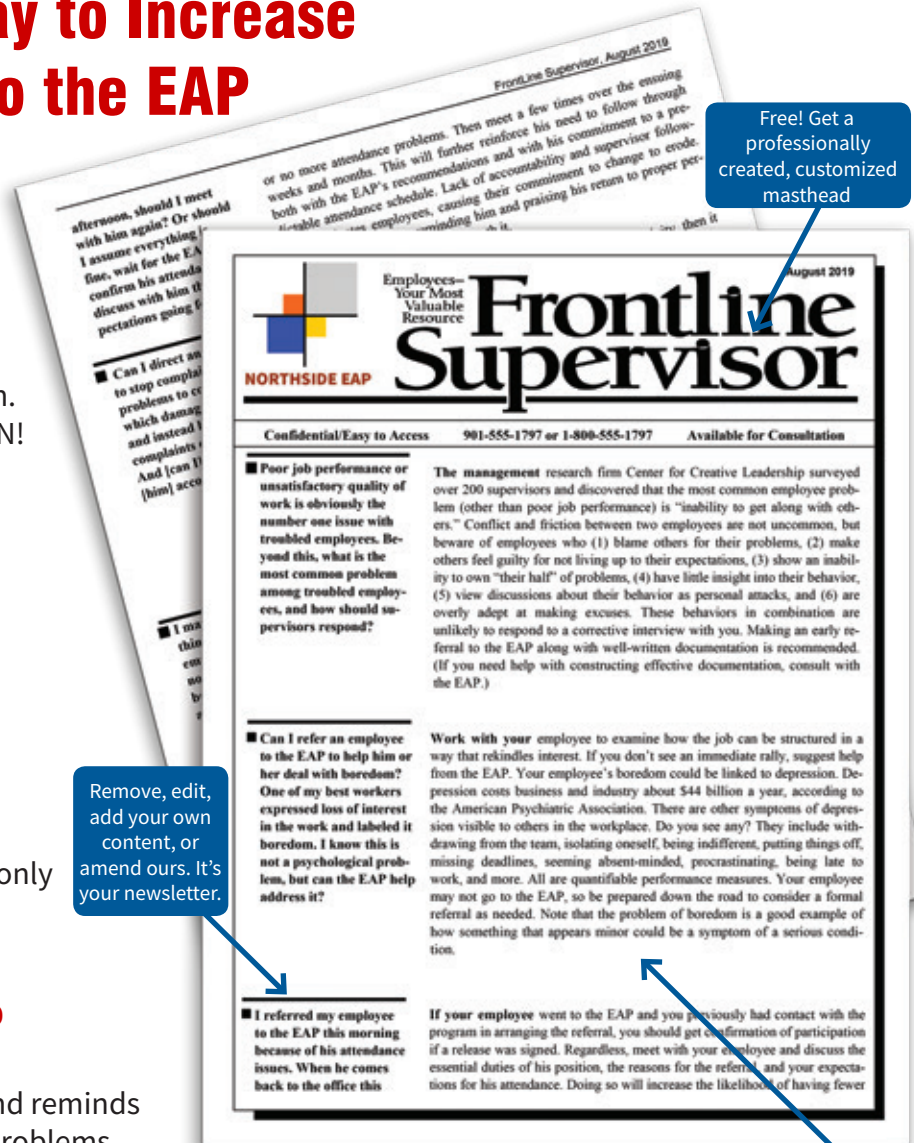 ay to Increase
o the EAP
FrontLine Supervisor, August 2019
or no more attendance problems. Then meet a few times over the ensuing
weeks and months. This will further reinforce his need to follow through
both with the EAP's recommendations and with his commitment to a pre-
dictable attendance schedule. Lack of accountability and supervisor follow-
employees, causing their commitment to change to erode.
minding him and praising his return to proper per-
then it
afternoon, should I meet
with him again? Or should
I assume everything
fine, wait for the EA
confirm his attenda
discuss with him th
pectations going f
■ Can I direct an
to stop complai
problems to co
which damag
and instead
complaints
And [can I
[him] acco
■ I ma
thin
em
no
b
Free! Get a
professionally
created, customized
masthead
n.
N!
only
o
nd reminds
roblems
Remove, edit,
add your own
content, or
amend ours. It's
your newsletter.
NORTHSIDE EAP
Employees–
Your Most
Valuable
Resource
August 2019
Frontline
Supervisor
Confidential/Easy to Access 901-555-1797 or 1-800-555-1797 Available for Consultation
■ Poor job performance or
unsatisfactory quality of
work is obviously the
number one issue with
troubled employees. Be-
yond this, what is the
most common problem
among troubled employ-
ees, and how should su-
pervisors respond?
The management research firm Center for Creative Leadership surveyed
over 200 supervisors and discovered that the most common employee prob-
lem (other than poor job performance) is “inability to get along with oth-
ers.” Conflict and friction between two employees are not uncommon, but
beware of employees who (1) blame others for their problems, (2) make
others feel guilty for not living up to their expectations, (3) show an inabil-
ity to own “their half” of problems, (4) have little insight into their behavior,
(5) view discussions about their behavior as personal attacks, and (6) are
overly adept at making excuses. These behaviors in combination are
unlikely to respond to a corrective interview with you. Making an early re-
ferral to the EAP along with well-written documentation is recommended.
(If you need help with constructing effective documentation, consult with
the EAP.)
■ Can I refer an employee
to the EAP to help him or
her deal with boredom?
One of my best workers
expressed loss of interest
in the work and labeled it
boredom. I know this is
not a psychological prob-
lem, but can the EAP help
address it?
Work with your employee to examine how the job can be structured in a
way that rekindles interest. If you don't see an immediate rally, suggest help
from the EAP. Your employee's boredom could be linked to depression. De-
pression costs business and industry about $44 billion a year, according to
the American Psychiatric Association. There are other symptoms of depres-
sion visible to others in the workplace. Do you see any? They include with-
drawing from the team, isolating oneself, being indifferent, putting things off,
missing deadlines, seeming absent-minded, procrastinating, being late to
work, and more. All are quantifiable performance measures. Your employee
may not go to the EAP, so be prepared down the road to consider a formal
referral as needed. Note that the problem of boredom is a good example of
how something that appears minor could be a symptom of a serious condi-
tion.
■ I referred my employee
to the EAP this morning
because of his attendance
issues. When he comes
back to the office this
If your employee went to the EAP and you previously had contact with the
program in arranging the referral, you should get confirmation of participation
if a release was signed. Regardless, meet with your employee and discuss the
essential duties of his position, the reasons for the referral, and your expecta-
tions for his attendance. Doing so will increase the likelihood of having fewer